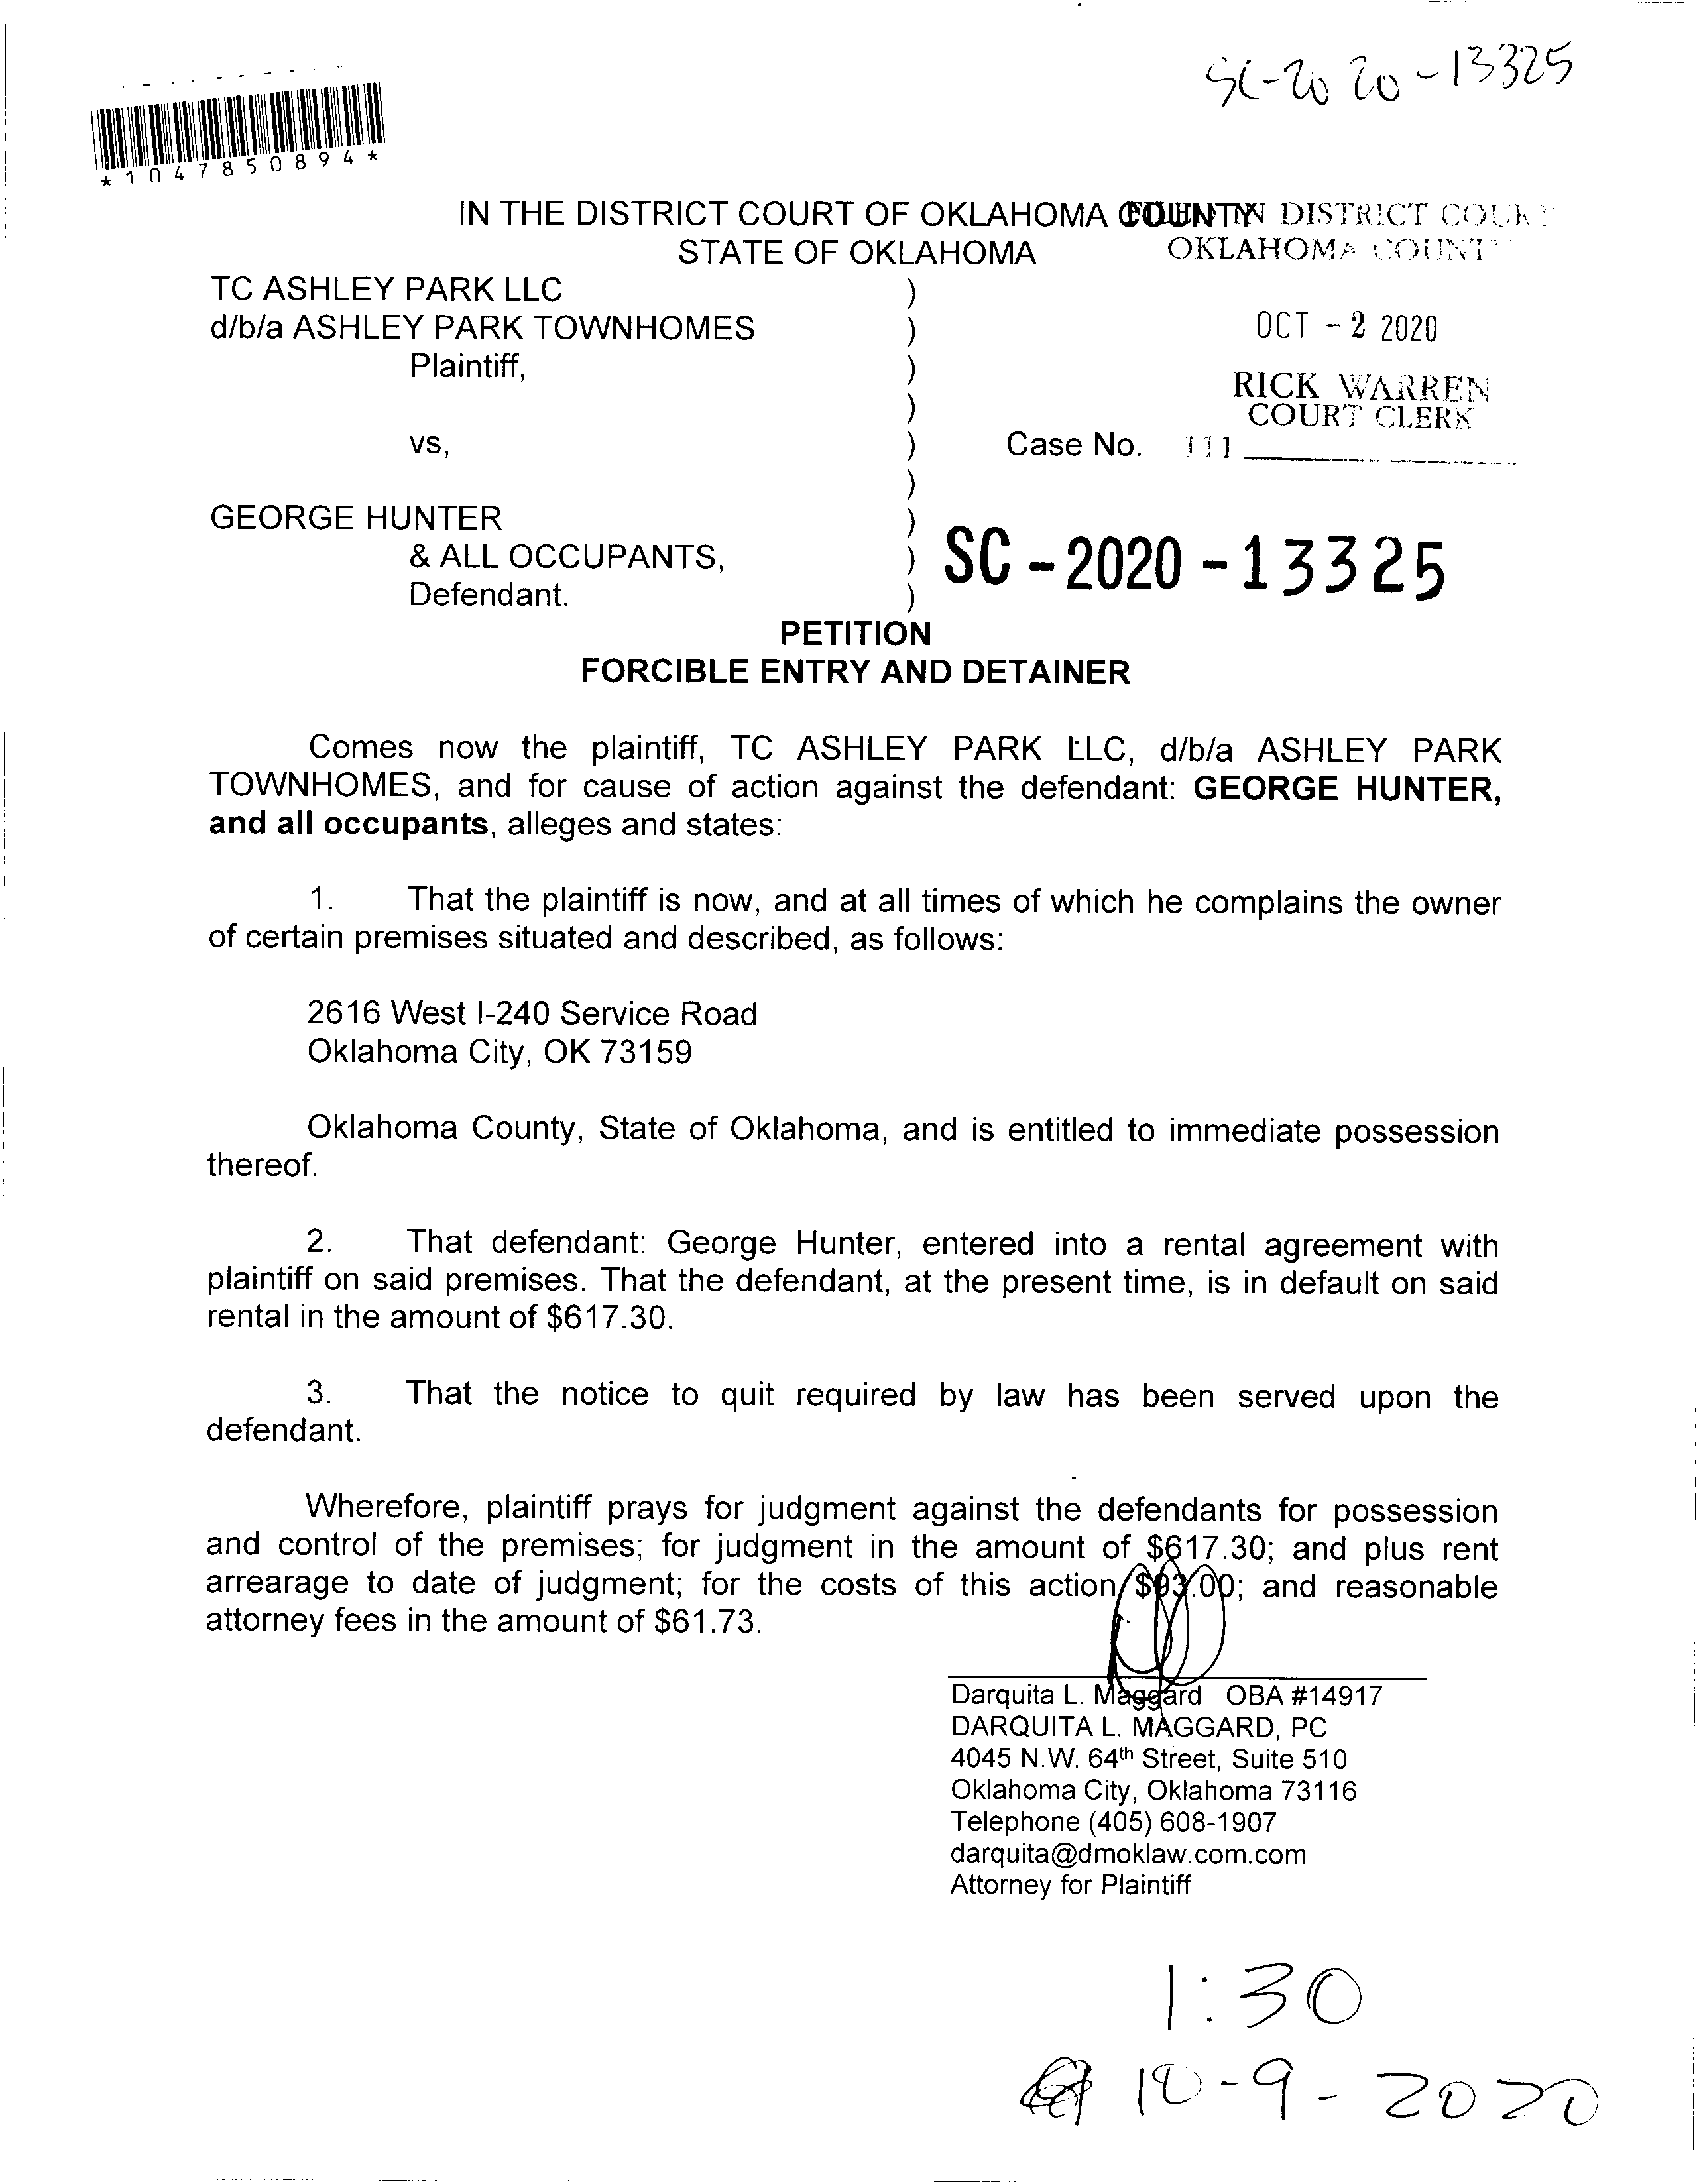 SC-2020-13325
*1047850894*
IN THE DISTRICT COURT OF OKLAHOMA COUNTY
STATE OF OKLAHOMA
FILED IN DISTRICT COURT
OKLAHOMA COUNTY
OCT - 2 2020
RICK WARREN
COURT CLERK
111
TC ASHLEY PARK LLC )
d/b/a ASHLEY PARK TOWNHOMES )
Plaintiff, )
)
vs, ) Case No.
)
GEORGE HUNTER )
& ALL OCCUPANTS, ) SC-2020-13325
Defendant. )
PETITION
FORCIBLE ENTRY AND DETAINER
Comes now the plaintiff, TC ASHLEY PARK LLC, d/b/a ASHLEY PARK
TOWNHOMES, and for cause of action against the defendant: GEORGE HUNTER,
and all occupants, alleges and states:
1. That the plaintiff is now, and at all times of which he complains the owner
of certain premises situated and described, as follows:
2616 West I-240 Service Road
Oklahoma City, OK 73159
Oklahoma County, State of Oklahoma, and is entitled to immediate possession
thereof.
2. That defendant: George Hunter, entered into a rental agreement with
plaintiff on said premises. That the defendant, at the present time, is in default on said
rental in the amount of $617.30.
3. That the notice to quit required by law has been served upon the
defendant.
Wherefore, plaintiff prays for judgment against the defendants for possession
and control of the premises; for judgment in the amount of $617.30; and plus rent
arrearage to date of judgment; for the costs of this action $93.00; and reasonable
attorney fees in the amount of $61.73.
Darquita L. Maggard OBA #14917
DARQUITA L. MAGGARD, PC
4045 N.W. 64th Street, Suite 510
Oklahoma City, Oklahoma 73116
Telephone (405) 608-1907
darquita@dmoklaw.com.com
Attorney for Plaintiff
1:30
10-9-2020